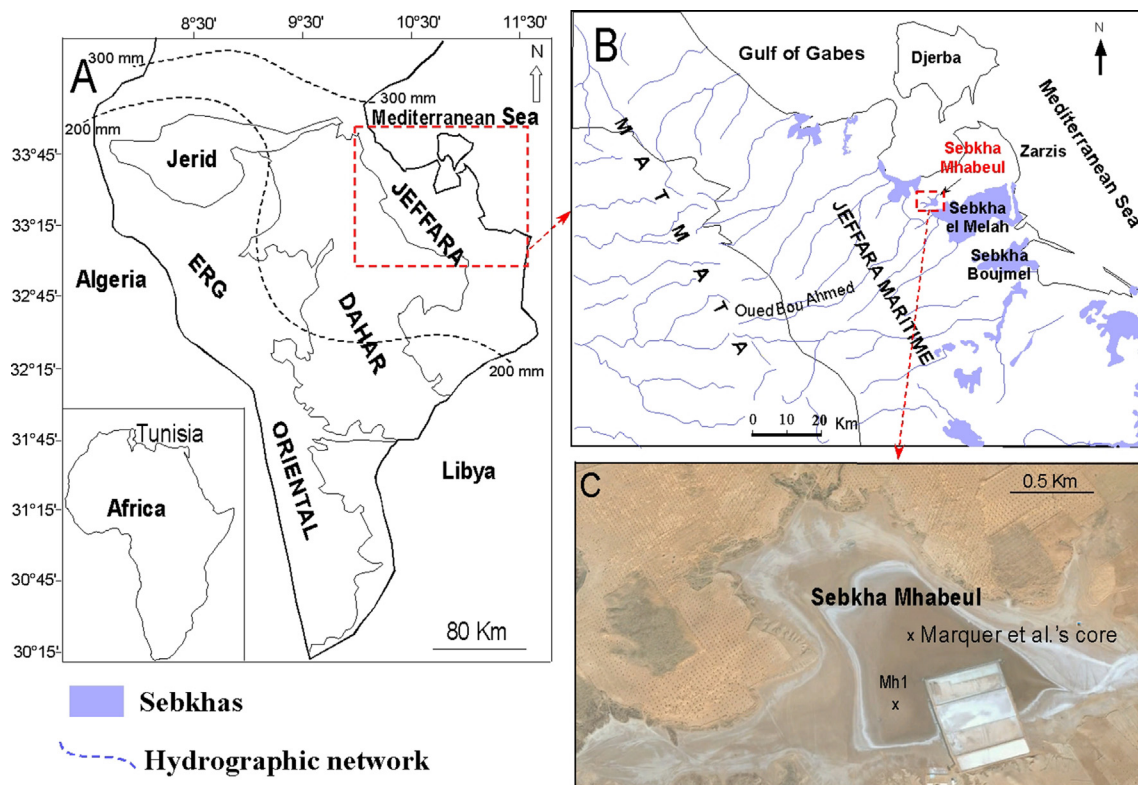 8°30'
9°30'
10°30'
11°30'
A
N
300 mm
300 mm
200 mm
Mediterranean Sea
33°45'
Jerid
JEFFARA
33°15'
Algeria
ERG
32°45'
DAHAR
32°15'
200 mm
31°45'
Tunisia
ORIENTAL
Libya
31°15'
Africa
30°45'
80 Km
30°15'
Sebkhas
Hydrographic network
B
Gulf of Gabes
Djerba
N
Mediterranean Sea
MATMATA
Sebkha
Mhabeul
Zarzis
Sebkha
el Melah
JEFFARA MARITIME
Sebkha
Boujmel
Oued Bou Ahmed
0 10 20 Km
C
0.5 Km
Sebkha Mhabeul
x Marquer et al.'s core
Mh1
x